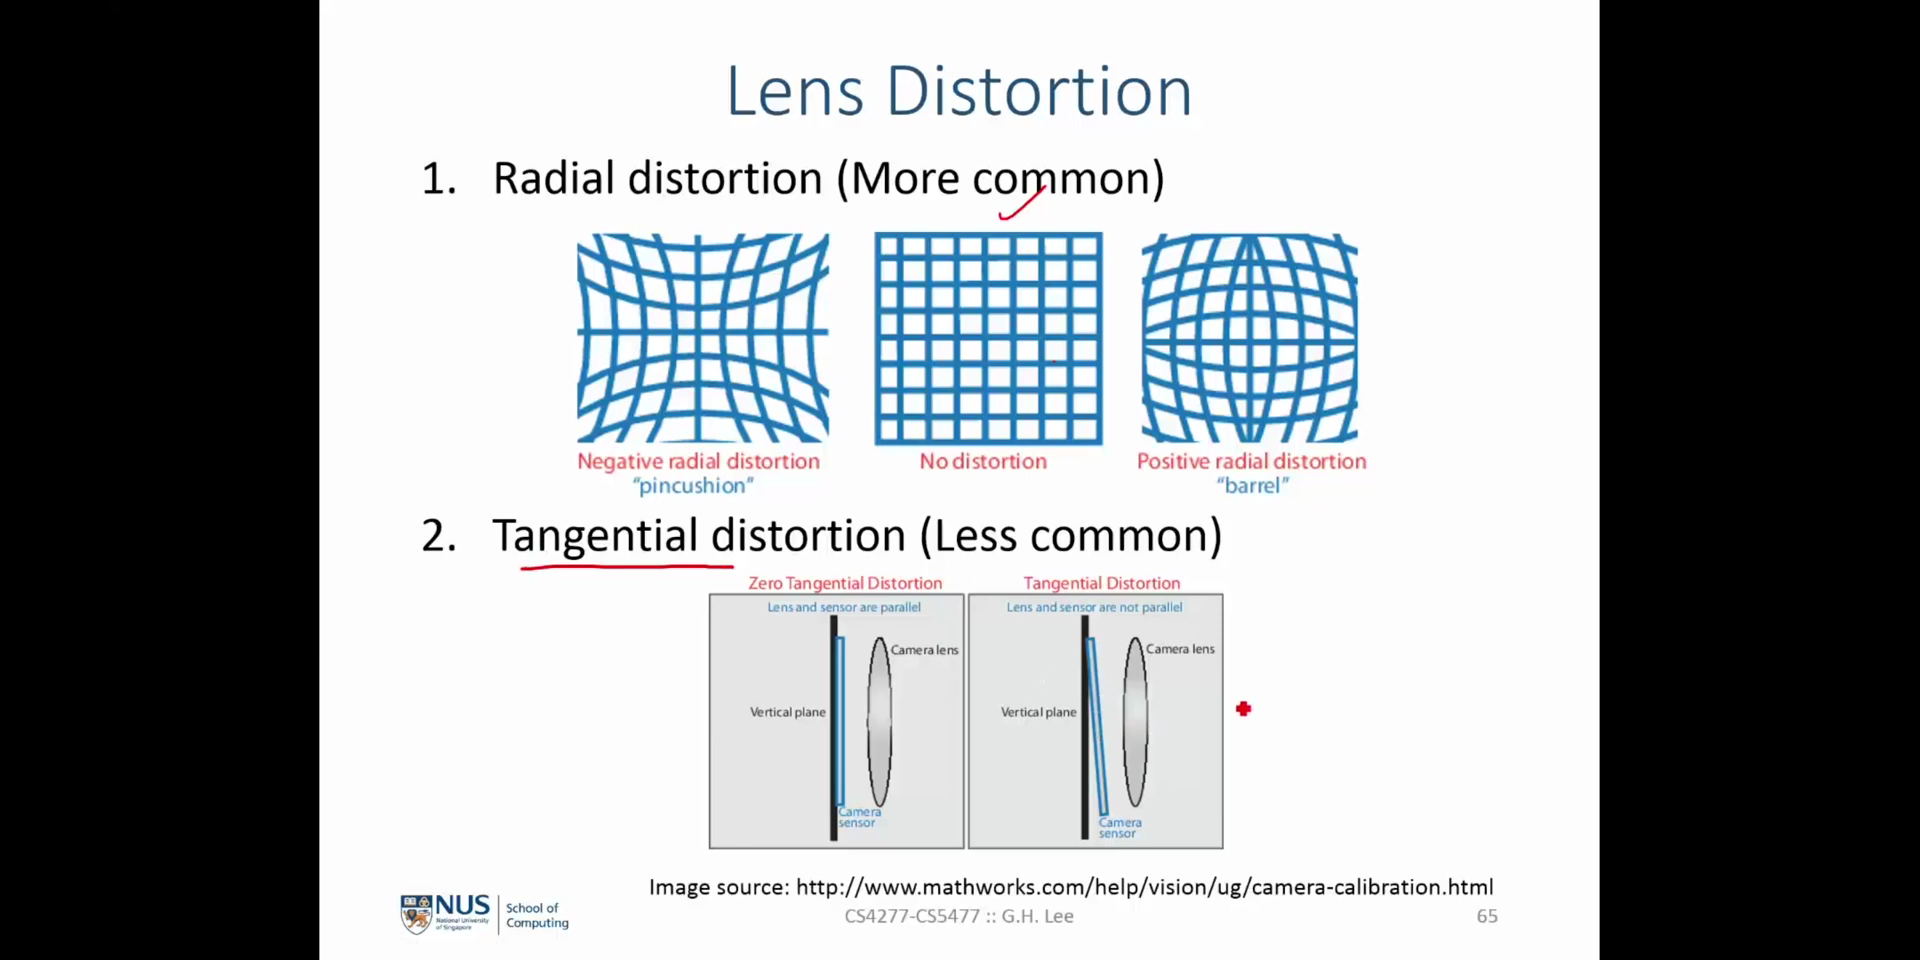 Lens Distortion
1. Radial distortion (More common)
Negative radial distortion
“pincushion”
No distortion
Positive radial distortion
“barrel”
2. Tangential distortion (Less common)
Zero Tangential Distortion
Lens and sensor are parallel
Camera lens
Vertical plane
Camera
sensor
Tangential Distortion
Lens and sensor are not parallel
Camera lens
Vertical plane
Camera
sensor
Image source: http://www.mathworks.com/help/vision/ug/camera-calibration.html
NUS
National University
of Singapore
School of
Computing
CS4277-CS5477 :: G.H. Lee
65